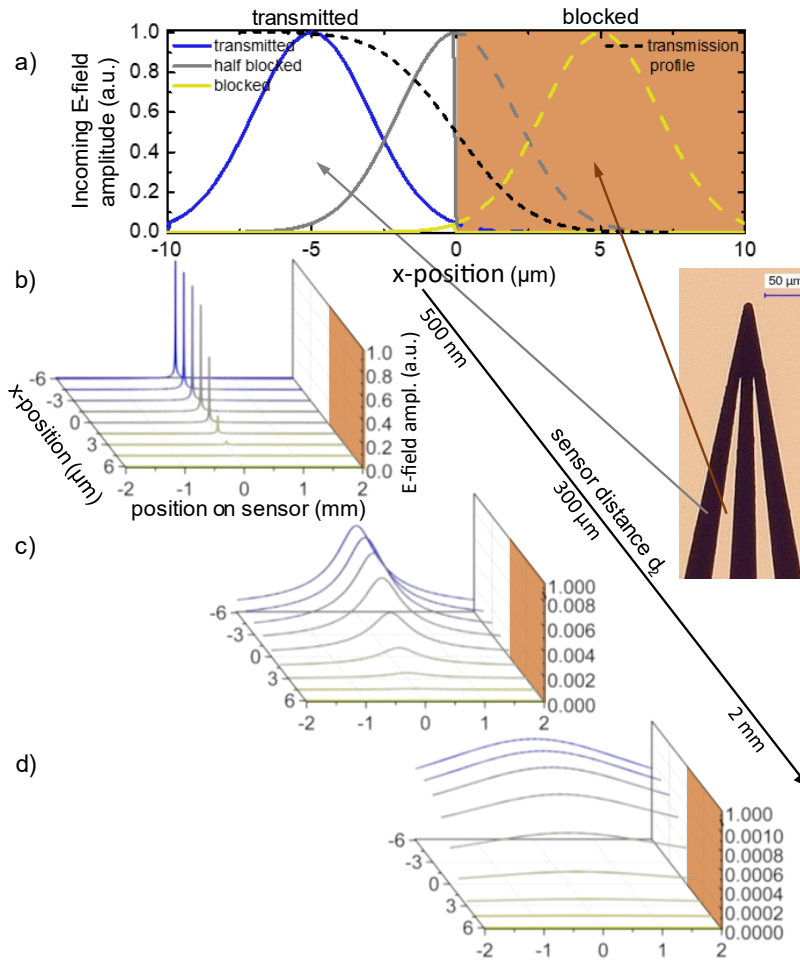 transmitted
blocked
a)
Incoming E-field
amplitude (a.u.)
1.0
0.8
0.6
0.4
0.2
0.0
transmitted
half blocked
blocked
transmission
profile
-10
-5
0
5
10
x-position (µm)
b)
50 µm
500 nm
sensor distance d2
300 µm
2 mm
1.0
0.8
0.6
0.4
0.2
0.0
E-field ampl. (a.u.)
-6
-3
0
3
6
x-position (µm)
-2
-1
0
1
2
position on sensor (mm)
c)
1.000
0.008
0.006
0.004
0.002
0.000
-6
-3
0
3
6
-2
-1
0
1
2
d)
1.000
0.0010
0.0008
0.0006
0.0004
0.0002
0.0000
-6
-3
0
3
6
-2
-1
0
1
2